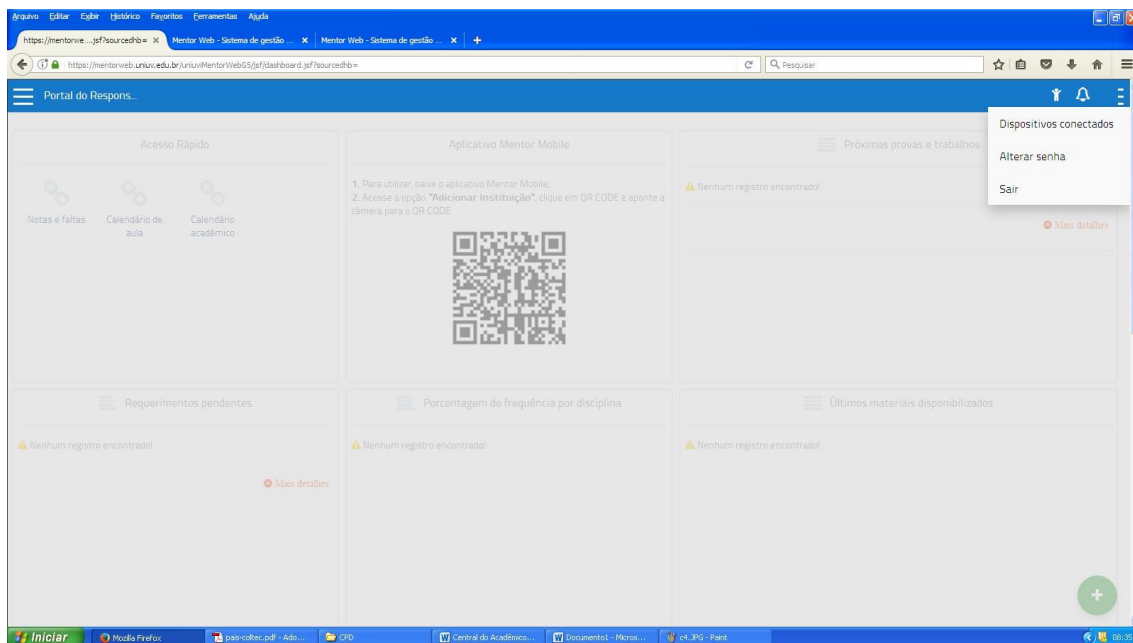 Arquivo Editar Exibir Histórico Favoritos Ferramentas Ajuda
https://mentorwe....jsf?sourcedhb= Mentor Web - Sistema de gestão ... Mentor Web - Sistema de gestão ...
https://mentorweb.uniuv.edu.br/uniuvMentorWebG5/jsf/dashboard.jsf?sourcedhb= Pesquisar
Portal do Respons...
Dispositivos conectados
Alterar senha
Sair
Acesso Rápido
Notas e faltas
Calendário de
aula
Calendário
acadêmico
Aplicativo Mentor Mobile
1. Para utilizar, baixe o aplicativo Mentor Mobile;
2. Acesse a opção "Adicionar Instituição", clique em QR CODE e aponte a
câmera para o QR CODE.
Próximas provas e trabalhos
Nenhum registro encontrado!
Mais detalhes
Requerimentos pendentes
Nenhum registro encontrado!
Mais detalhes
Porcentagem de frequência por disciplina
Nenhum registro encontrado!
Últimos materiais disponibilizados
Nenhum registro encontrado!
Iniciar Mozilla Firefox pais-coltec.pdf - Ado... CPD Central do Acadêmico... Documento1 - Micros... c4.JPG - Paint 08:35